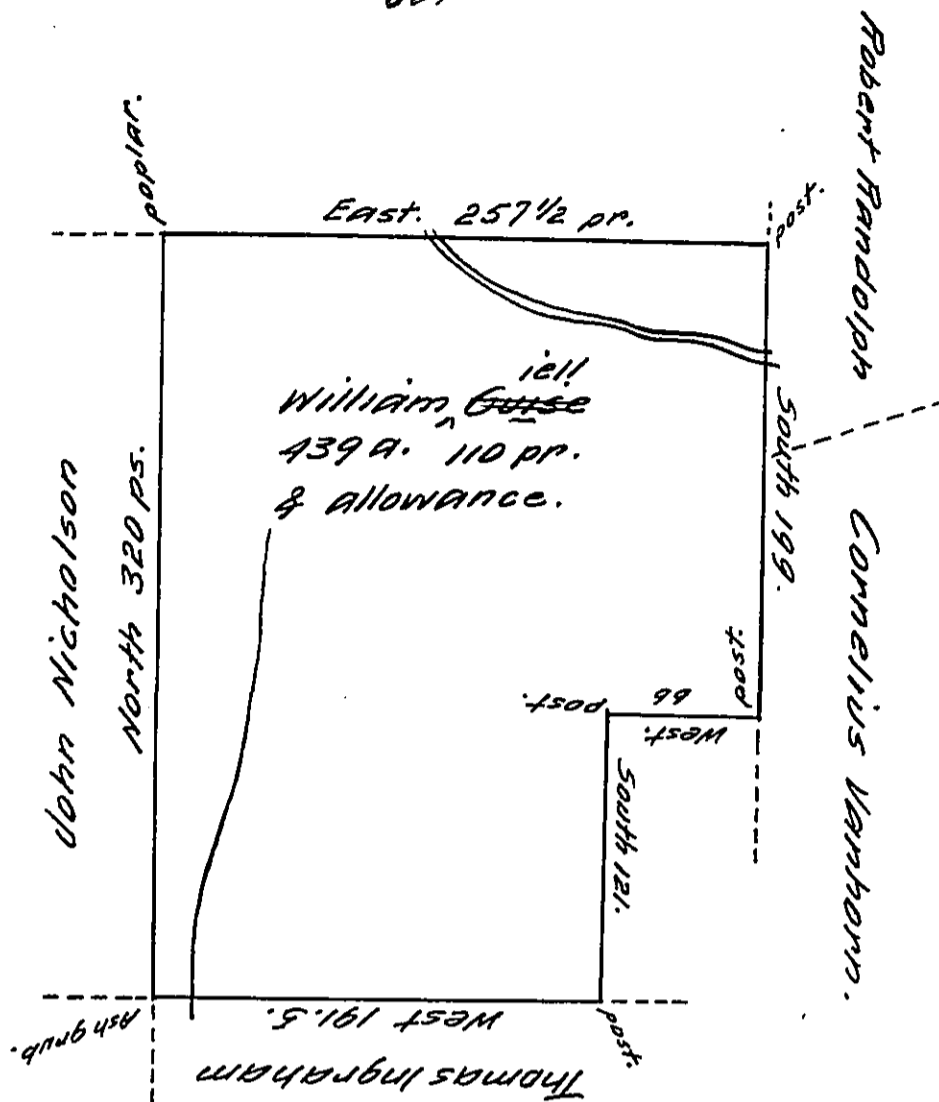 poplar.
East. 257½ pr.
post.
Robert Randolph
iell
William ^ Guise
439 a. 110 pr.
& allowance.
South 199.
Cornelius Vanhorn.
John Nicholson
North 320 ps.
post.
West. 66
post.
South 121.
post.
West 191.5.
Ash grub.
Thomas Ingraham